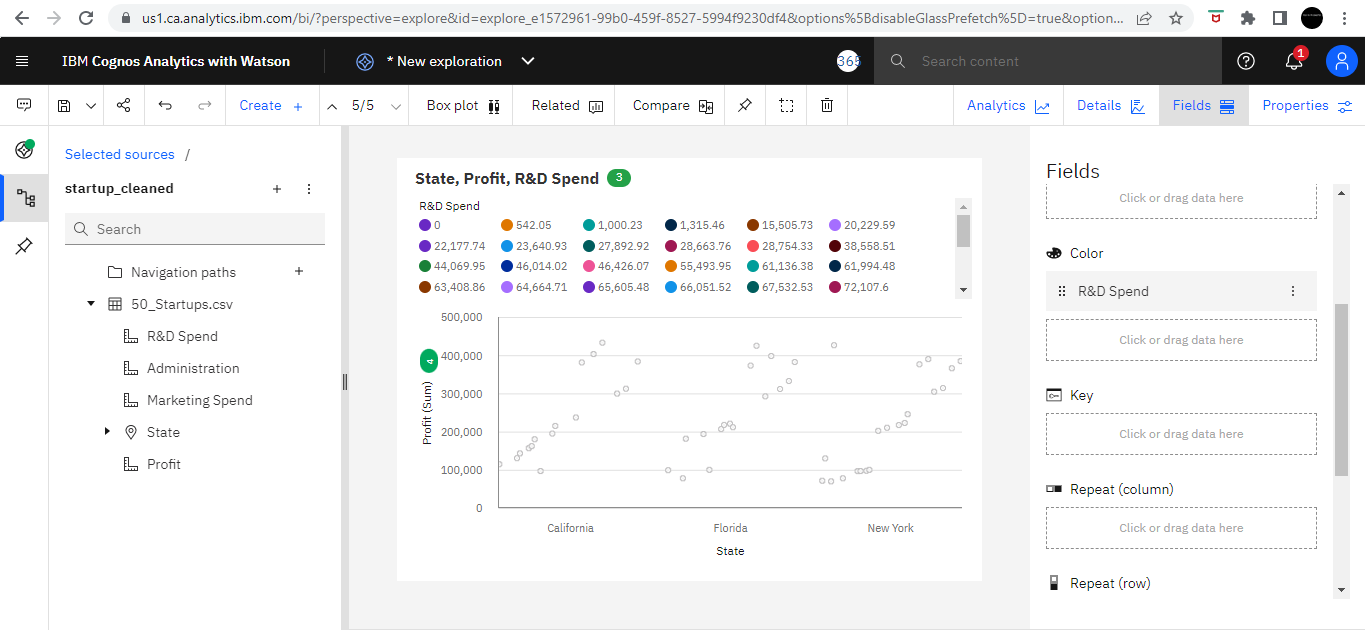 us1.ca.analytics.ibm.com/bi/?perspective=explore&id=explore_e1572961-99b0-459f-8527-5994f9230df4&options%5BdisableGlassPrefetch%5D=true&option...
IBM Cognos Analytics with Watson
* New exploration
365
Search content
1
Create +
5/5
Box plot
Related
Compare
Analytics
Details
Fields
Properties
Selected sources /
startup_cleaned
Search
Navigation paths
50_Startups.csv
R&D Spend
Administration
Marketing Spend
State
Profit
State, Profit, R&D Spend 3
R&D Spend
0 542.05 1,000.23 1,315.46 15,505.73 20,229.59
22,177.74 23,640.93 27,892.92 28,663.76 28,754.33 38,558.51
44,069.95 46,014.02 46,426.07 55,493.95 61,136.38 61,994.48
63,408.86 64,664.71 65,605.48 66,051.52 67,532.53 72,107.6
500,000
400,000
300,000
200,000
100,000
0
4
Profit (Sum)
California Florida New York
State
Fields
Click or drag data here
Color
R&D Spend
Click or drag data here
Key
Click or drag data here
Repeat (column)
Click or drag data here
Repeat (row)